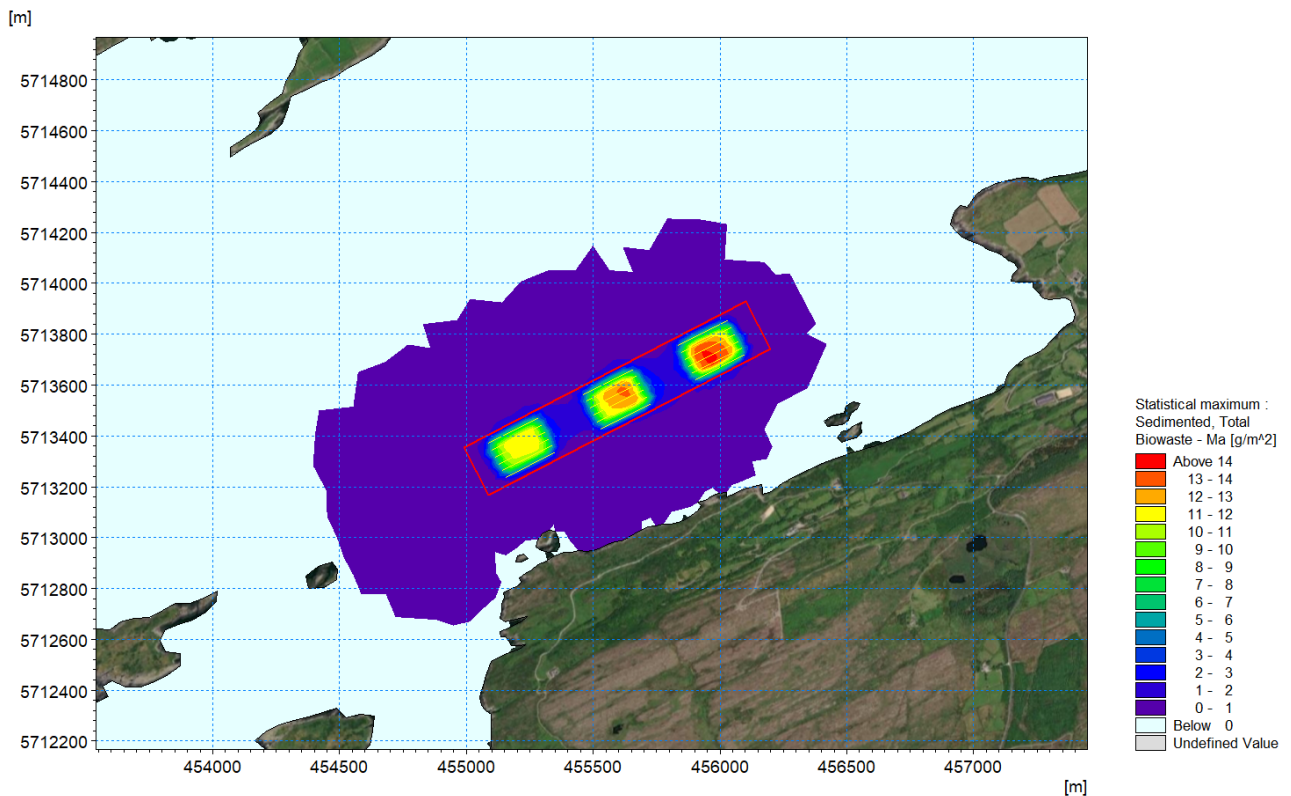 [m]
5714800
5714600
5714400
5714200
5714000
5713800
5713600
5713400
5713200
5713000
5712800
5712600
5712400
5712200
454000 454500 455000 455500 456000 456500 457000
[m]
Statistical maximum :
Sedimented, Total
Biowaste - Ma [g/m^2]
Above 14
13 - 14
12 - 13
11 - 12
10 - 11
9 - 10
8 - 9
7 - 8
6 - 7
5 - 6
4 - 5
3 - 4
2 - 3
1 - 2
0 - 1
Below 0
Undefined Value